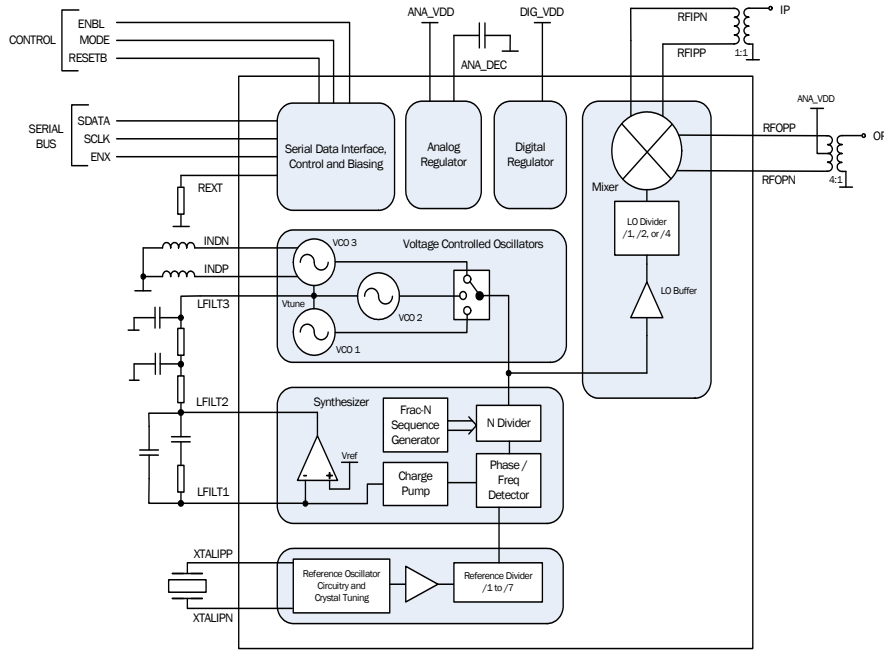 CONTROL
ENBL
MODE
RESETB
ANA_VDD
DIG_VDD
ANA_DEC
RFIPN
RFIPP
1:1
IP
SERIAL
BUS
SDATA
SCLK
ENX
REXT
Serial Data Interface,
Control and Biasing
Analog
Regulator
Digital
Regulator
Mixer
RFOPP
RFOPN
ANA_VDD
4:1
OP
LO Divider
/1, /2, or /4
LO Buffer
INDN
INDP
LFILT3
VCO 3
Voltage Controlled Oscillators
Vtune
VCO 2
VCO 1
LFILT2
LFILT1
Synthesizer
Frac-N
Sequence
Generator
N Divider
Vref
-
+
Charge
Pump
Phase /
Freq
Detector
XTALIPP
XTALIPN
Reference Oscillator
Circuitry and
Crystal Tuning
Reference Divider
/1 to /7